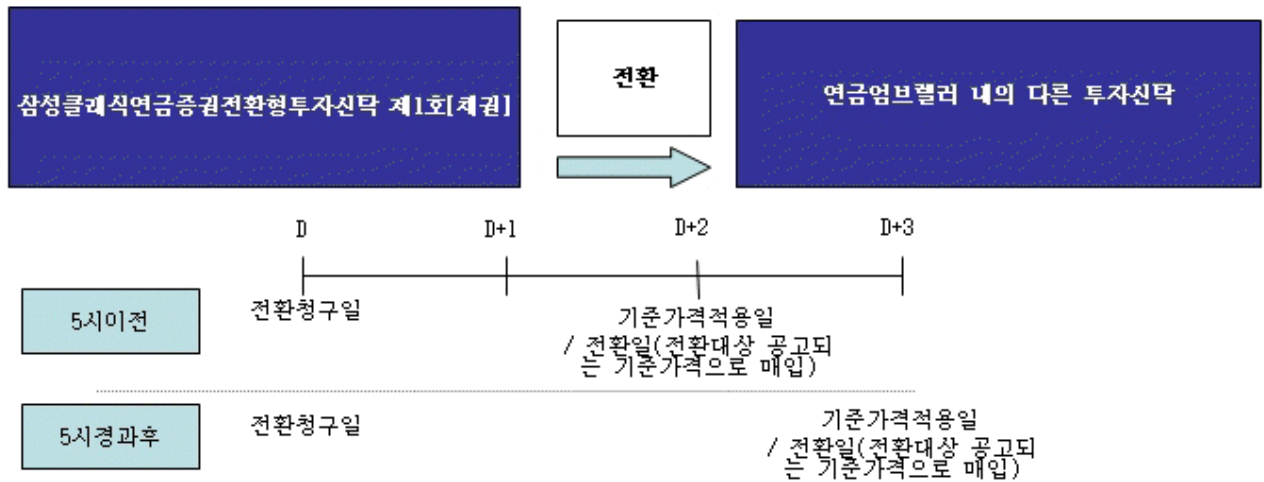 삼성클래식연금증권전환형투자신탁 제1호[채권]
전환
연금엄브렐러 내의 다른 투자신탁
D
D+1
D+2
D+3
5시이전
전환청구일
기준가격적용일
/ 전환일(전환대상 공고되
는 기준가격으로 매입)
5시경과후
전환청구일
기준가격적용일
/ 전환일(전환대상 공고되
는 기준가격으로 매입)